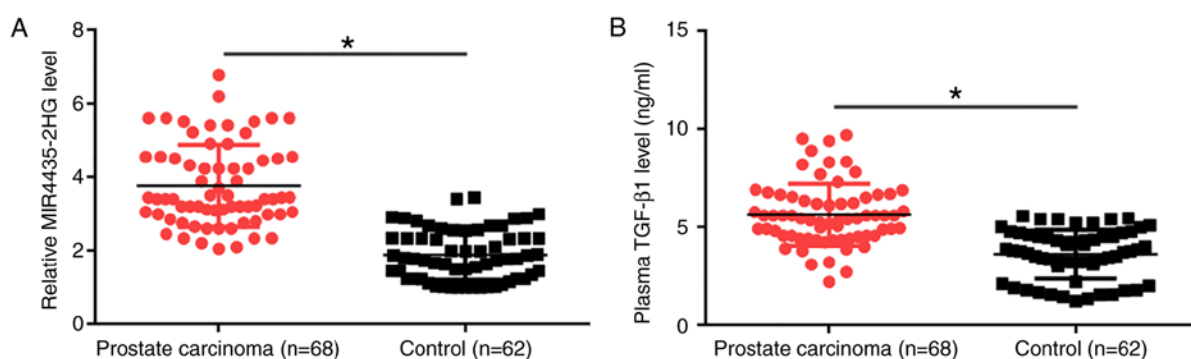 A
Relative MIR4435-2HG level
8
6
4
2
0
*
Prostate carcinoma (n=68)
Control (n=62)
B
Plasma TGF-β1 level (ng/ml)
15
10
5
0
*
Prostate carcinoma (n=68)
Control (n=62)